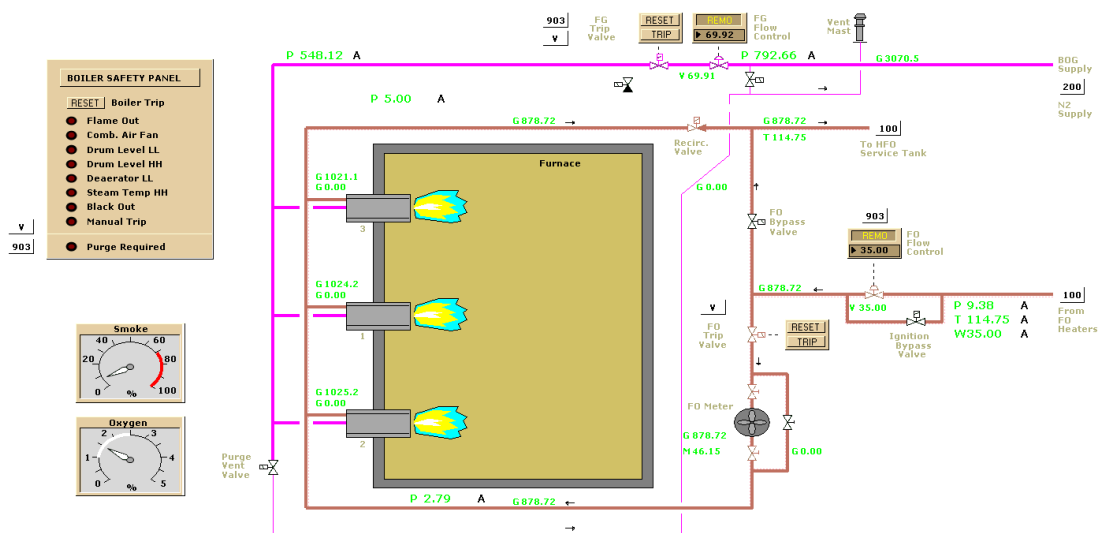 903
V
FG
Trip
Valve
RESET
TRIP
REMO
69.92
FG
Flow
Control
Vent
Mast
P 548.12 A
V 69.91
P 792.66 A
G 3070.5
BOG
Supply
200
N2
Supply
BOILER SAFETY PANEL
RESET Boiler Trip
Flame Out
Comb. Air Fan
Drum Level LL
Drum Level HH
Deaerator LL
Steam Temp HH
Black Out
Manual Trip
Purge Required
V
903
P 5.00 A
G 878.72
Recirc.
Valve
G 878.72
T 114.75
100
To HFO
Service Tank
Furnace
G 1021.1
G 0.00
3
G 0.00
FO
Bypass
Valve
903
REMO
35.00
FO
Flow
Control
G 1024.2
G 0.00
1
G 878.72
V 35.00
Ignition
Bypass
Valve
P 9.38 A
T 114.75 A
W 35.00 A
100
From
FO
Heaters
V
FO
Trip
Valve
RESET
TRIP
Smoke
0
20
40
60
80
100
%
G 1025.2
G 0.00
2
FO Meter
G 878.72
M 46.15
G 0.00
Oxygen
0
1
2
3
4
5
%
Purge
Vent
Valve
P 2.79 A
G 878.72